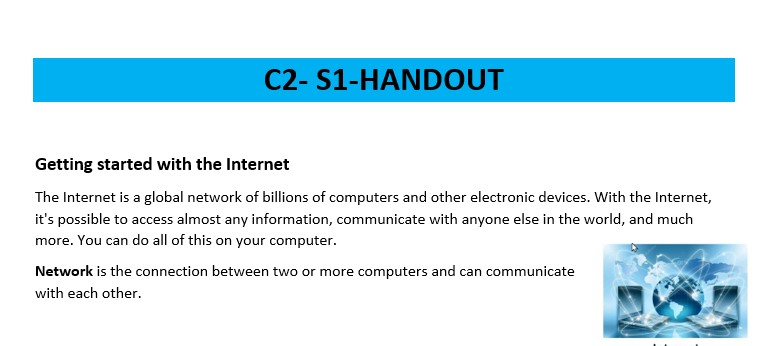 C2- S1-HANDOUT
Getting started with the Internet
The Internet is a global network of billions of computers and other electronic devices. With the Internet,
it's possible to access almost any information, communicate with anyone else in the world, and much
more. You can do all of this on your computer.
Network is the connection between two or more computers and can communicate
with each other.